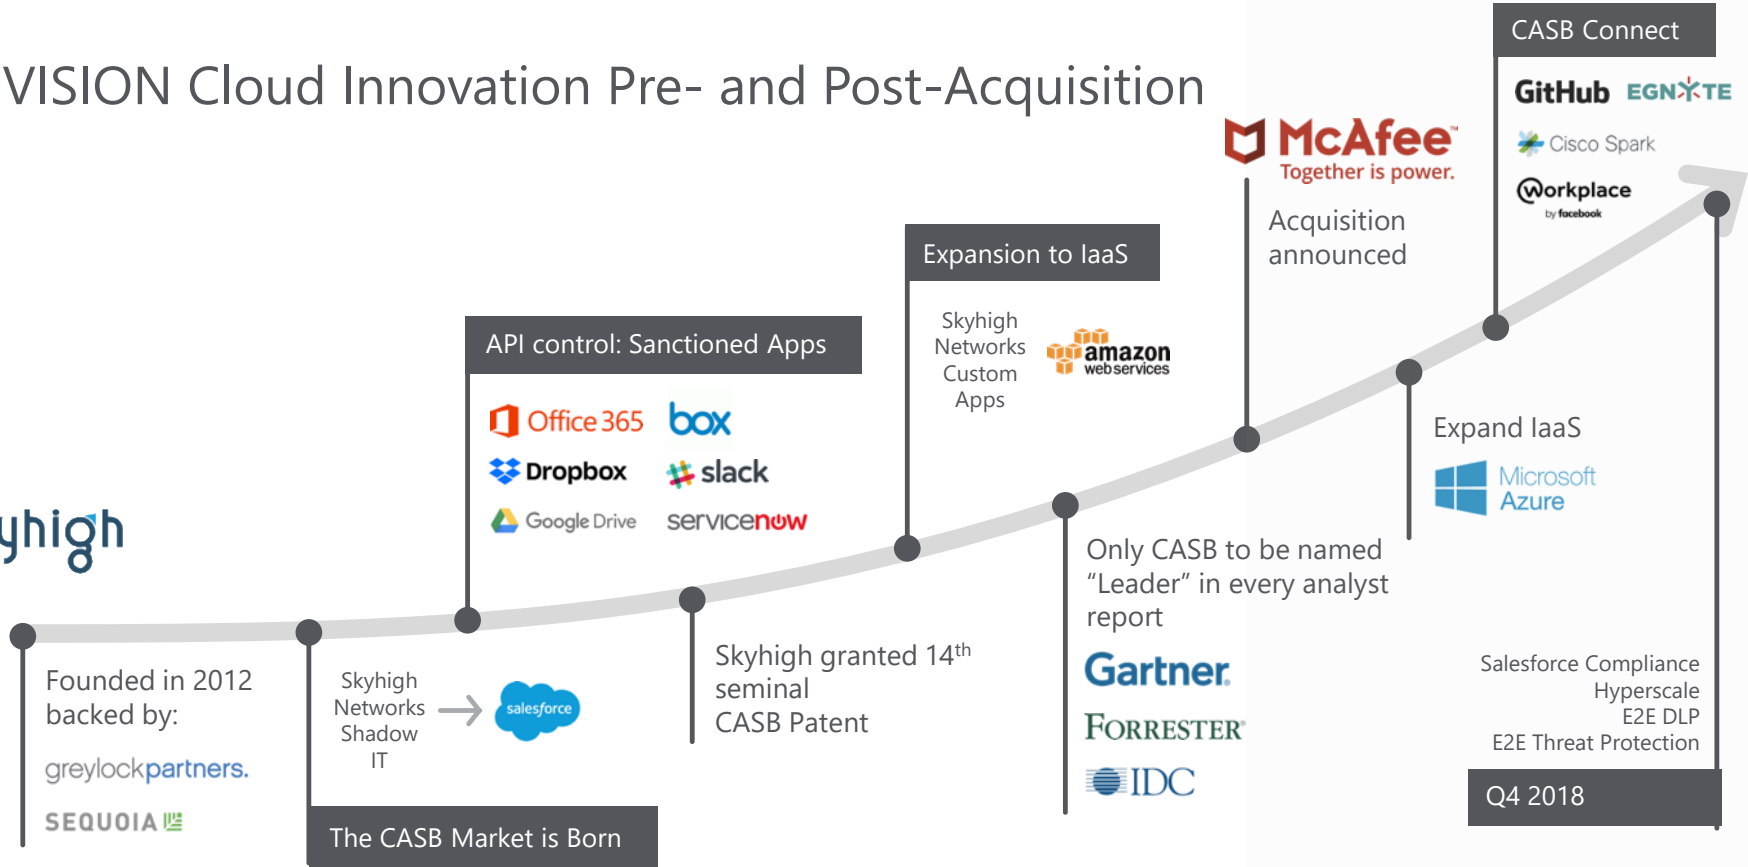 VISION Cloud Innovation Pre- and Post-Acquisition
yhigh
Founded in 2012
backed by:
greylockpartners.
SEQUOIA
Skyhigh
Networks
Shadow
IT
salesforce
The CASB Market is Born
API control: Sanctioned Apps
Office 365
box
Dropbox
slack
Google Drive
servicenow
Skyhigh granted 14th
seminal
CASB Patent
Expansion to IaaS
Skyhigh
Networks
Custom
Apps
amazon
webservices
Only CASB to be named
“Leader” in every analyst
report
Gartner.
FORRESTER®
IDC
McAfee™
Together is power.
Acquisition
announced
Expand IaaS
Microsoft
Azure
CASB Connect
GitHub
EGNYTE
Cisco Spark
workplace
by facebook
Salesforce Compliance
Hyperscale
E2E DLP
E2E Threat Protection
Q4 2018